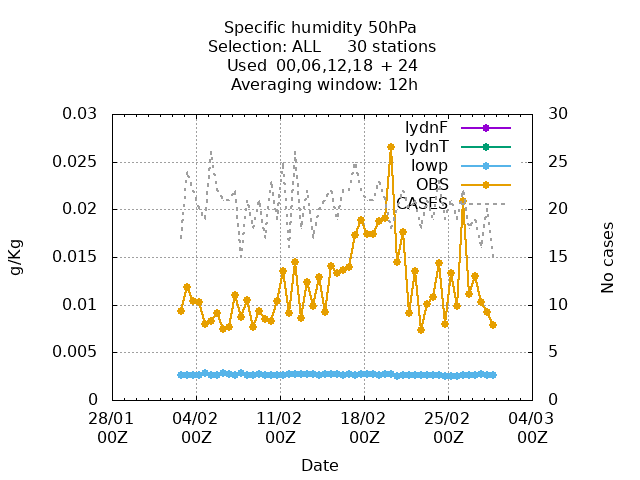 Specific humidity 50hPa
Selection: ALL 30 stations
Used 00,06,12,18 + 24
Averaging window: 12h
0.03
0.025
0.02
0.015
0.01
0.005
0
g/Kg
30
25
20
15
10
5
0
No cases
lydnF
lydnT
lowp
OBS
CASES
28/01 04/02 11/02 18/02 25/02 04/03
00Z 00Z 00Z 00Z 00Z 00Z
Date